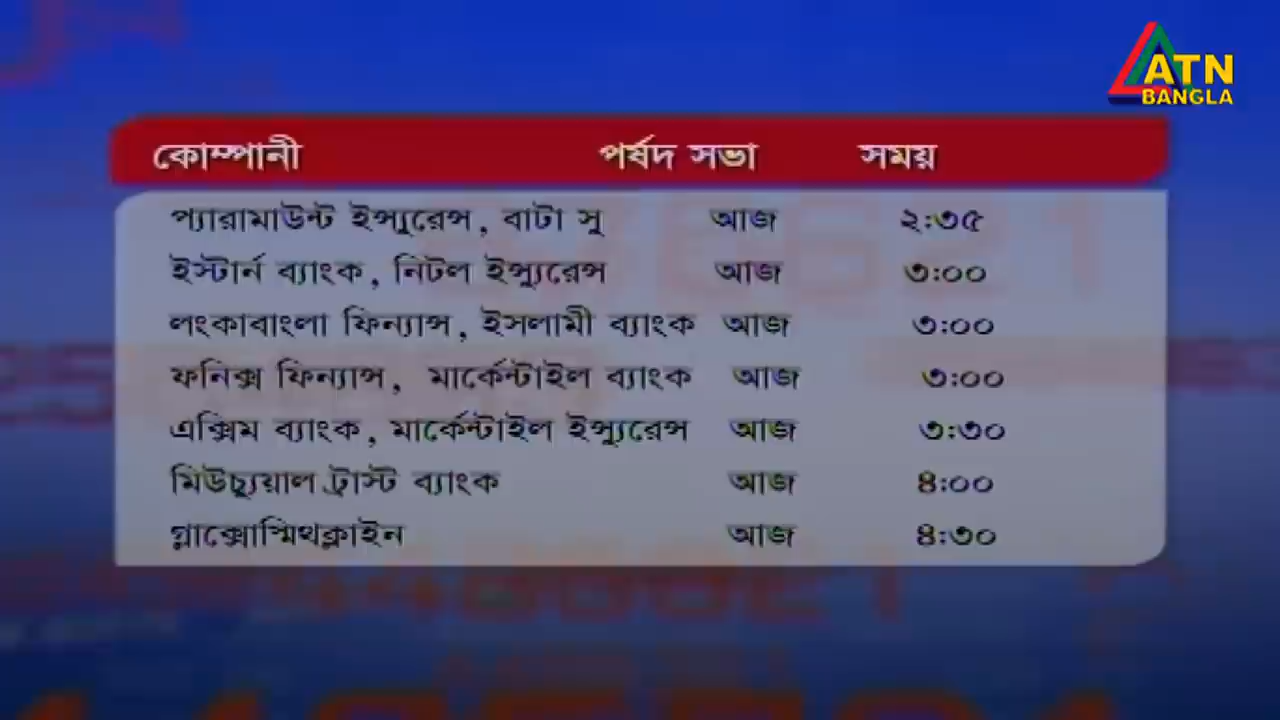 ATN
BANGLA
কোম্পানী পর্ষদ সভা সময়
প্যারামাউন্ট ইন্স্যুরেন্স, বাটা সু আজ ২:৩৫
ইস্টার্ন ব্যাংক, নিটল ইন্স্যুরেন্স আজ ৩:০০
লংকাবাংলা ফিন্যান্স, ইসলামী ব্যাংক আজ ৩:০০
ফনিক্স ফিন্যান্স, মার্কেন্টাইল ব্যাংক আজ ৩:০০
এক্সিম ব্যাংক, মার্কেন্টাইল ইন্স্যুরেন্স আজ ৩:৩০
মিউচ্যুয়াল ট্রাস্ট ব্যাংক আজ ৪:০০
গ্লাক্সোস্মিথক্লাইন আজ ৪:৩০